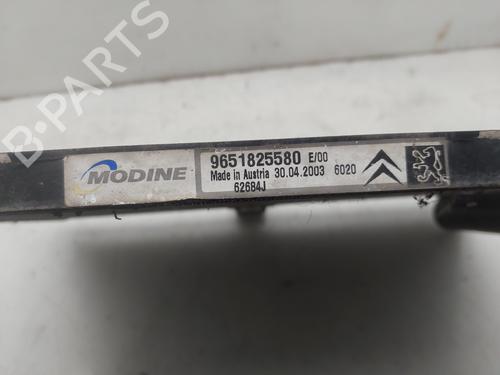 MODINE
9651825580 E/00
Made in Austria 30.04.2003 6020
62684J
B-Parts